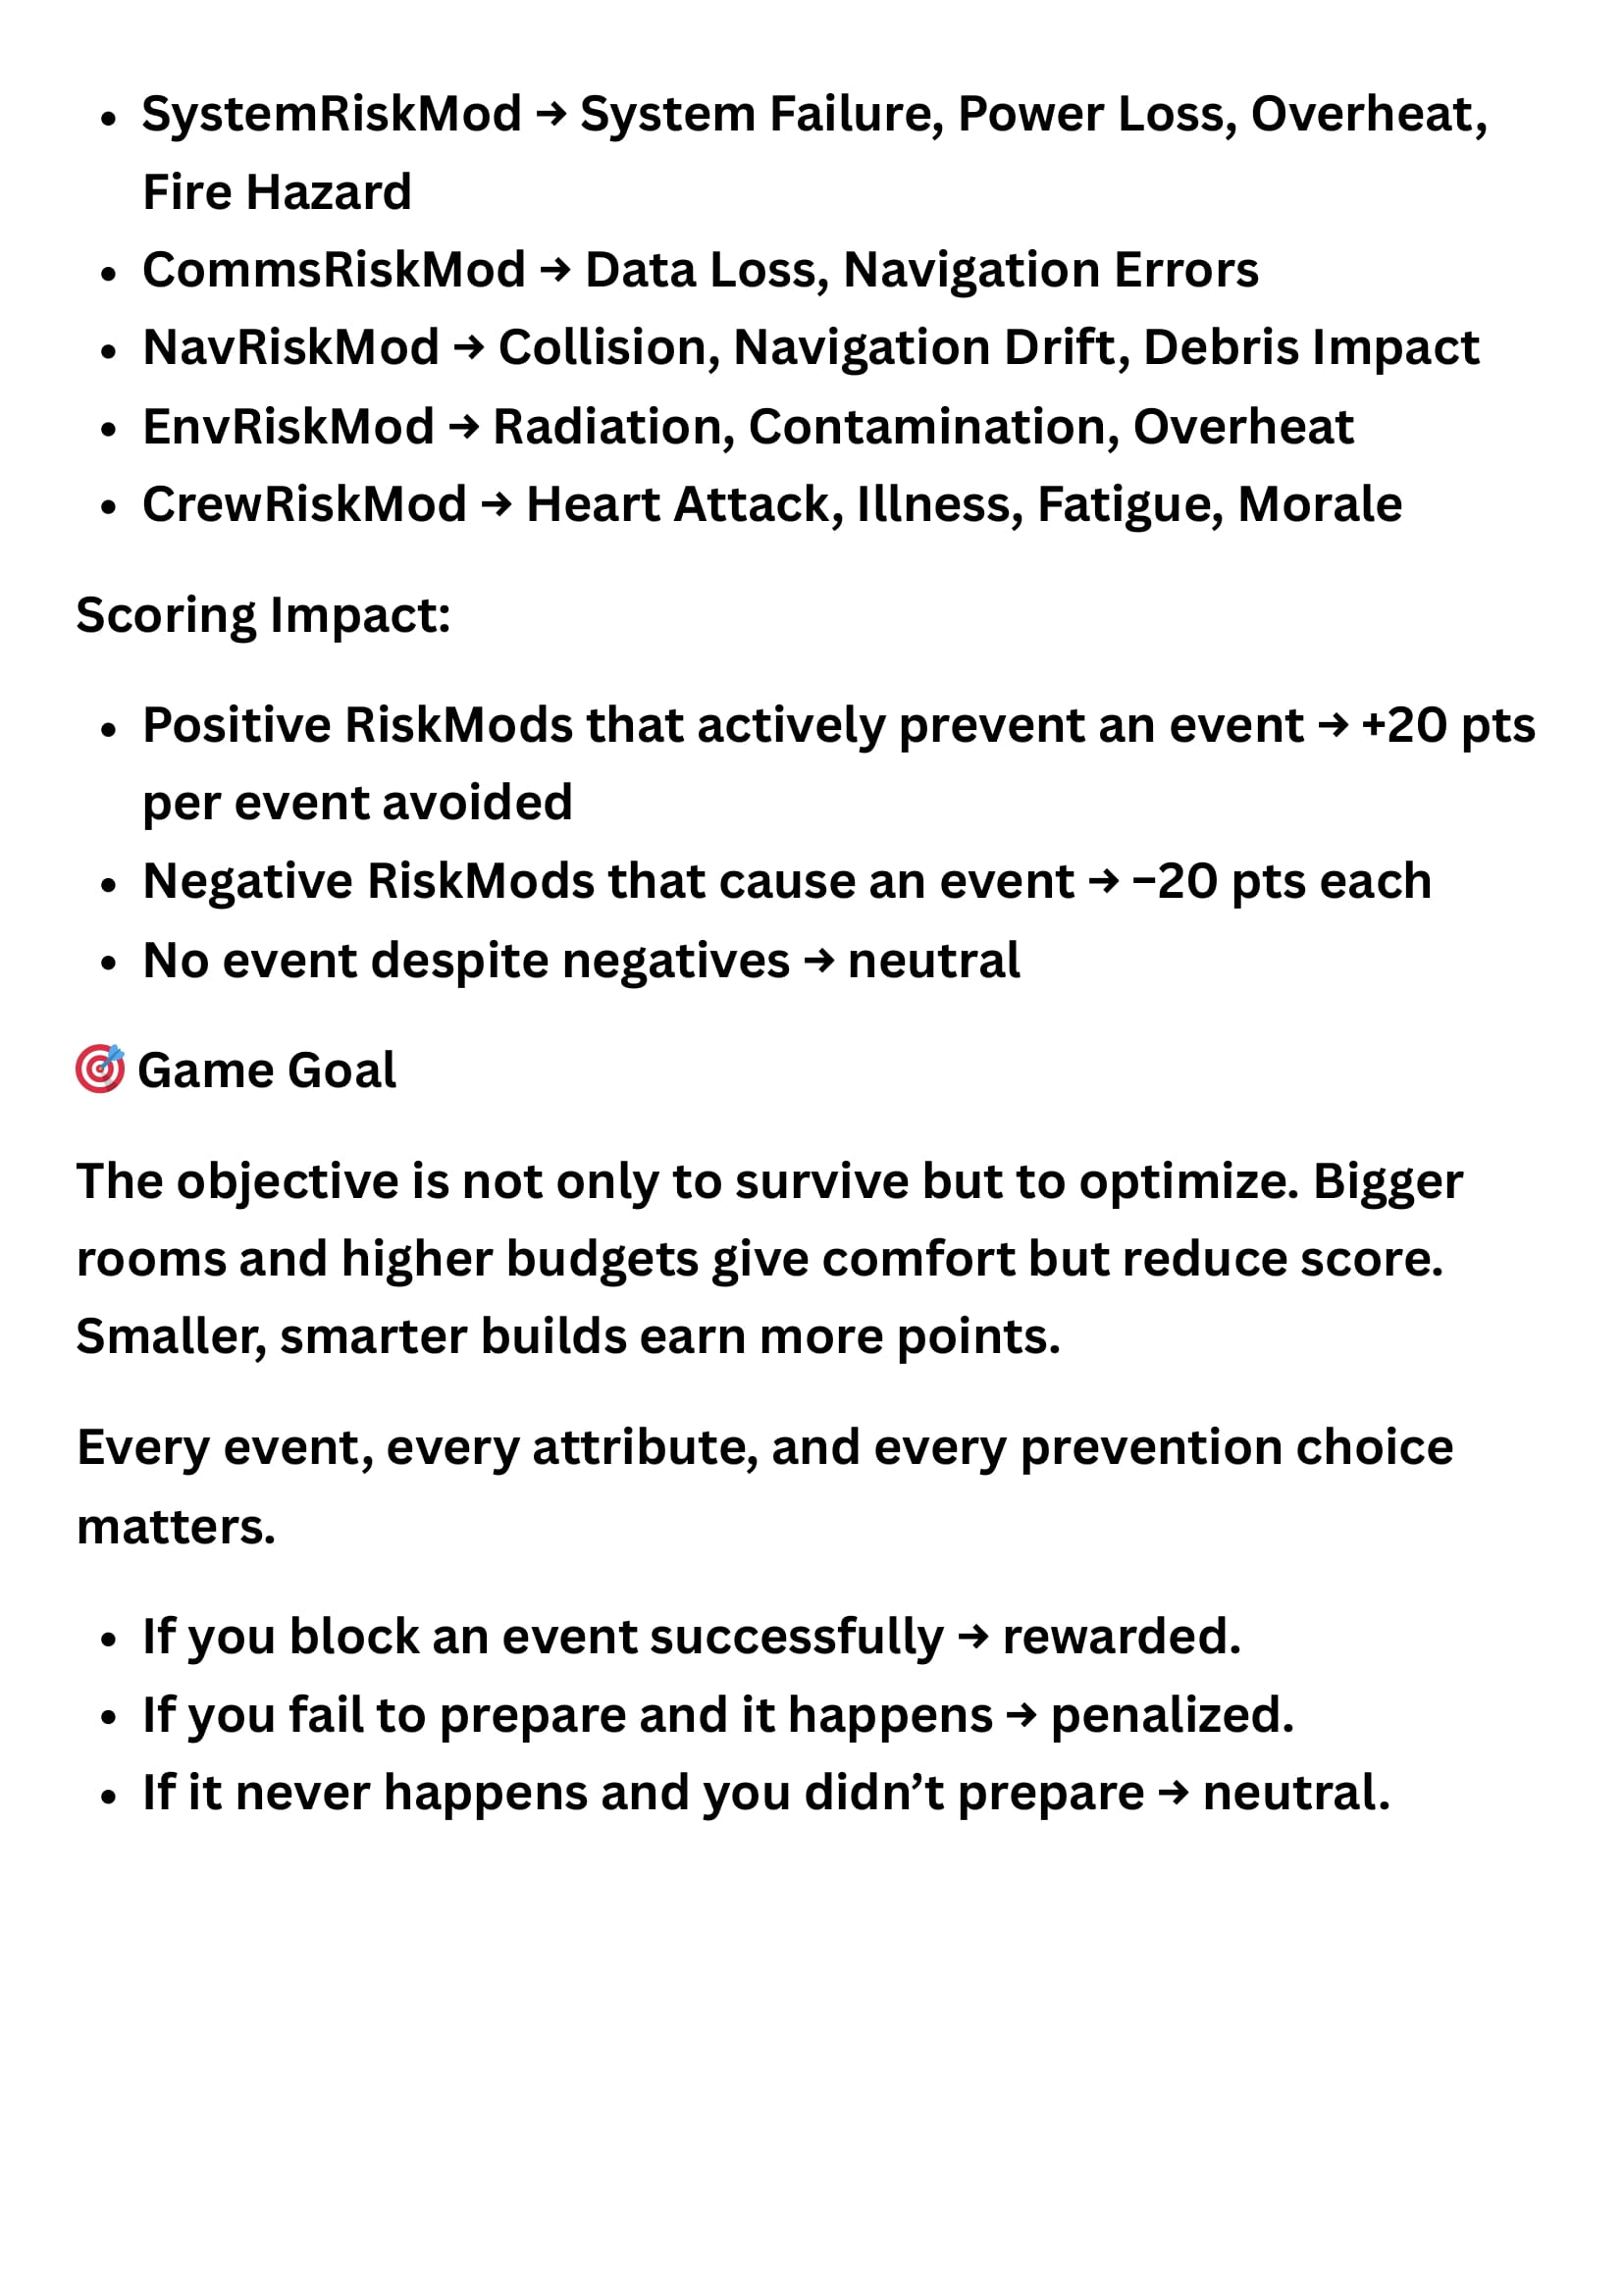 • SystemRiskMod → System Failure, Power Loss, Overheat,
Fire Hazard
• CommsRiskMod → Data Loss, Navigation Errors
• NavRiskMod → Collision, Navigation Drift, Debris Impact
• EnvRiskMod → Radiation, Contamination, Overheat
• CrewRiskMod → Heart Attack, Illness, Fatigue, Morale
Scoring Impact:
• Positive RiskMods that actively prevent an event → +20 pts
per event avoided
• Negative RiskMods that cause an event → −20 pts each
• No event despite negatives → neutral
🎯 Game Goal
The objective is not only to survive but to optimize. Bigger
rooms and higher budgets give comfort but reduce score.
Smaller, smarter builds earn more points.
Every event, every attribute, and every prevention choice
matters.
• If you block an event successfully → rewarded.
• If you fail to prepare and it happens → penalized.
• If it never happens and you didn’t prepare → neutral.